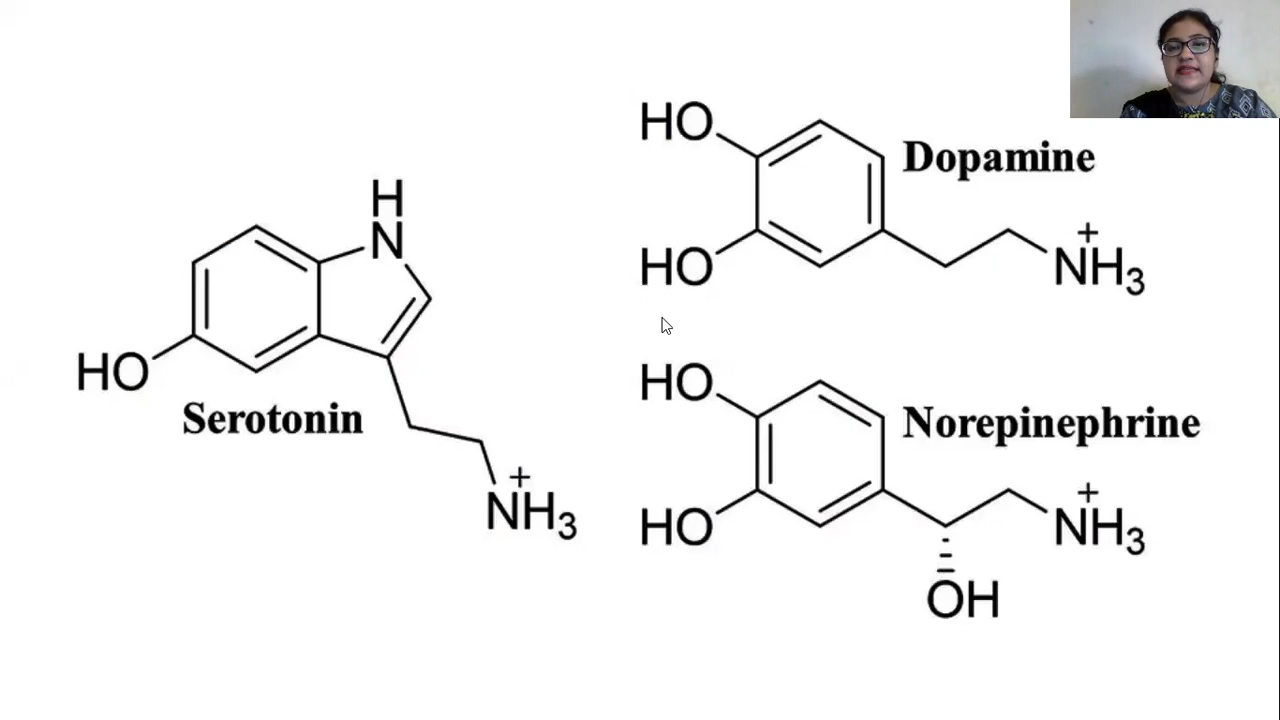 H
N
HO
Serotonin
+
NH3
HO
Dopamine
HO
+
NH3
HO
Norepinephrine
HO
+
NH3
OH